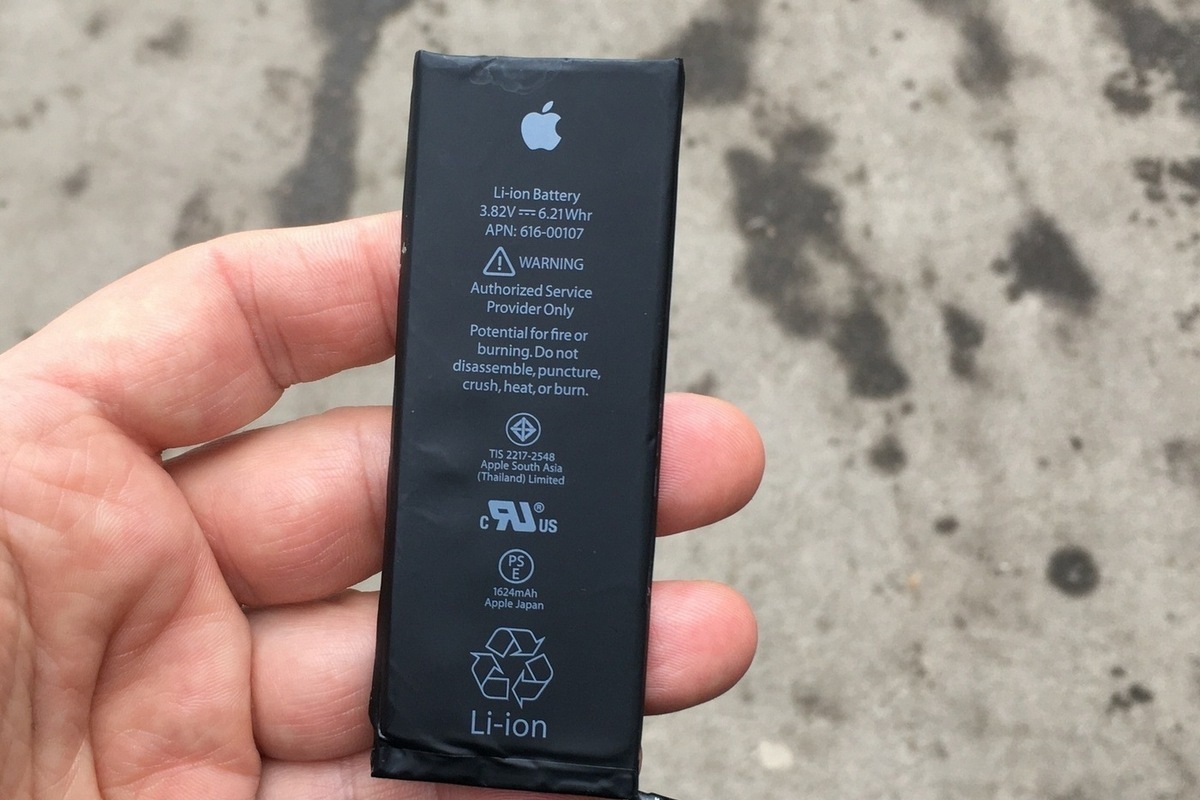 Li-ion Battery
3.82V ⎓ 6.21Whr
APN: 616-00107
WARNING
Authorized Service
Provider Only
Potential for fire or
burning. Do not
disassemble, puncture,
crush, heat, or burn.
TIS 2217-2548
Apple South Asia
(Thailand) Limited
c RU® US
PS
E
1624mAh
Apple Japan
Li-ion